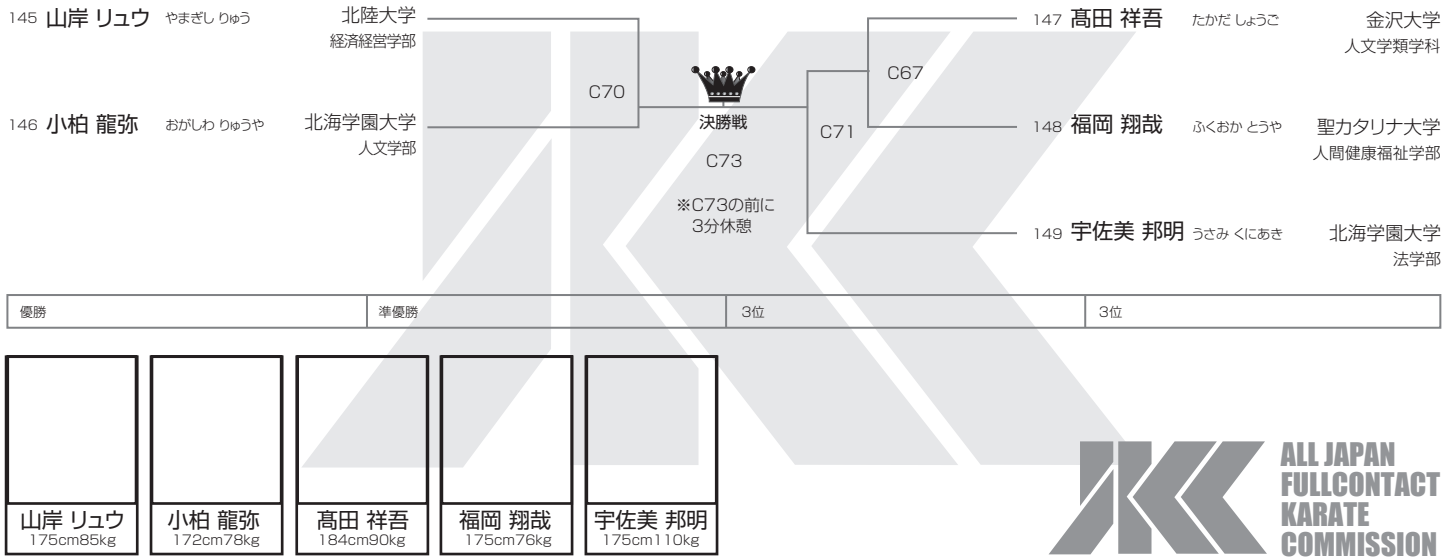 145 山岸 リュウ やまぎし りゅう 北陸大学
経済経営学部
146 小柏 龍弥 おがしわ りゅうや 北海学園大学
人文学部
C70
決勝戦
C73
※C73の前に
3分休憩
C67
C71
147 髙田 祥吾 たかだ しょうご 金沢大学
人文学類学科
148 福岡 翔哉 ふくおか とうや 聖カタリナ大学
人間健康福祉学部
149 宇佐美 邦明 うさみ くにあき 北海学園大学
法学部
優勝 準優勝 3位 3位
山岸 リュウ
175cm85kg
小柏 龍弥
172cm78kg
髙田 祥吾
184cm90kg
福岡 翔哉
175cm76kg
宇佐美 邦明
175cm110kg
ALL JAPAN
FULLCONTACT
KARATE
COMMISSION